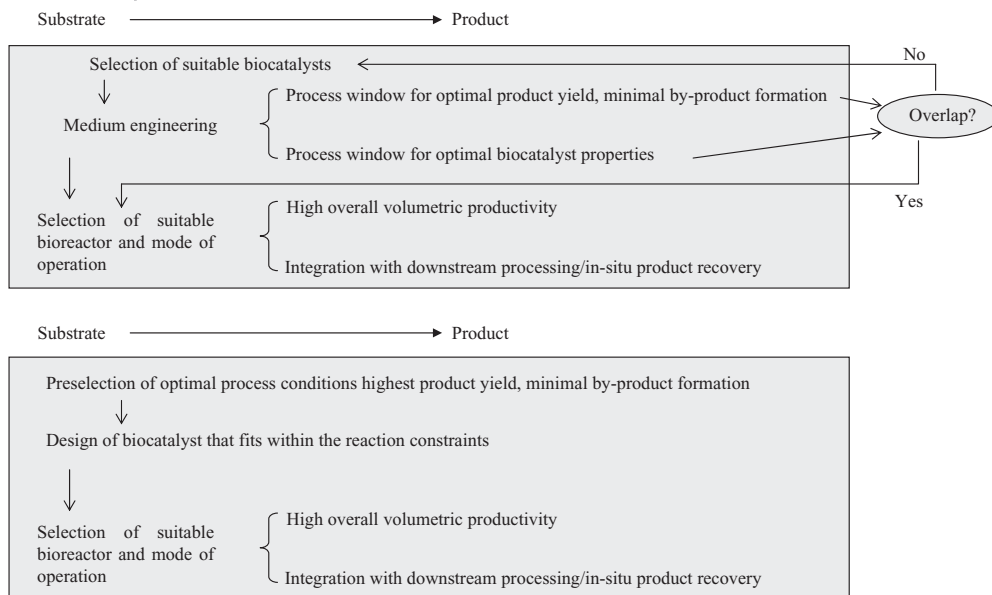 Substrate Product
Selection of suitable biocatalysts
No
Process window for optimal product yield, minimal by-product formation
Overlap?
Medium engineering
Process window for optimal biocatalyst properties
Yes
High overall volumetric productivity
Selection of suitable
bioreactor and mode of
operation
Integration with downstream processing/in-situ product recovery
Substrate Product
Preselection of optimal process conditions highest product yield, minimal by-product formation
Design of biocatalyst that fits within the reaction constraints
High overall volumetric productivity
Selection of suitable
bioreactor and mode of
operation
Integration with downstream processing/in-situ product recovery